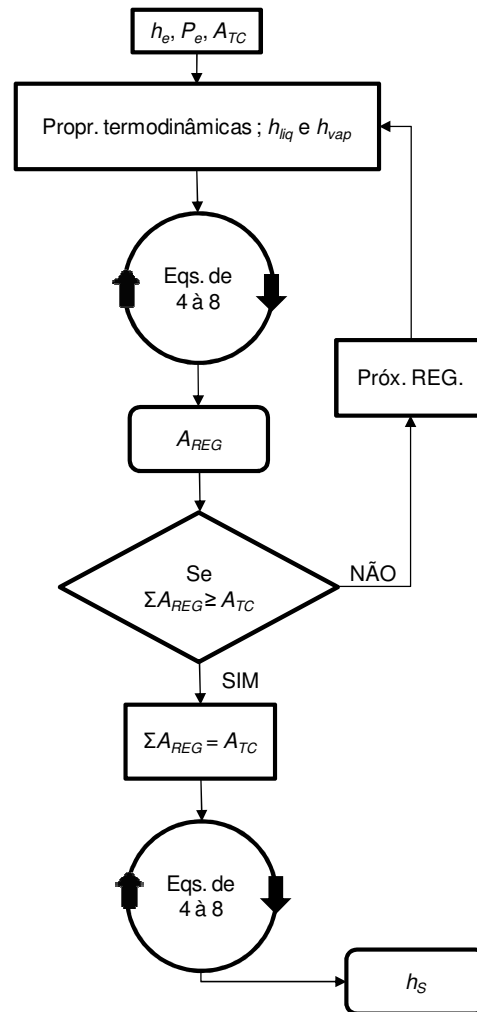 h_e, P_e, A_TC
Propr. termodinâmicas ; h_liq e h_vap
Eqs. de
4 à 8
Próx. REG.
A_REG
Se
ΣA_REG ≥ A_TC
NÃO
SIM
ΣA_REG = A_TC
Eqs. de
4 à 8
h_S